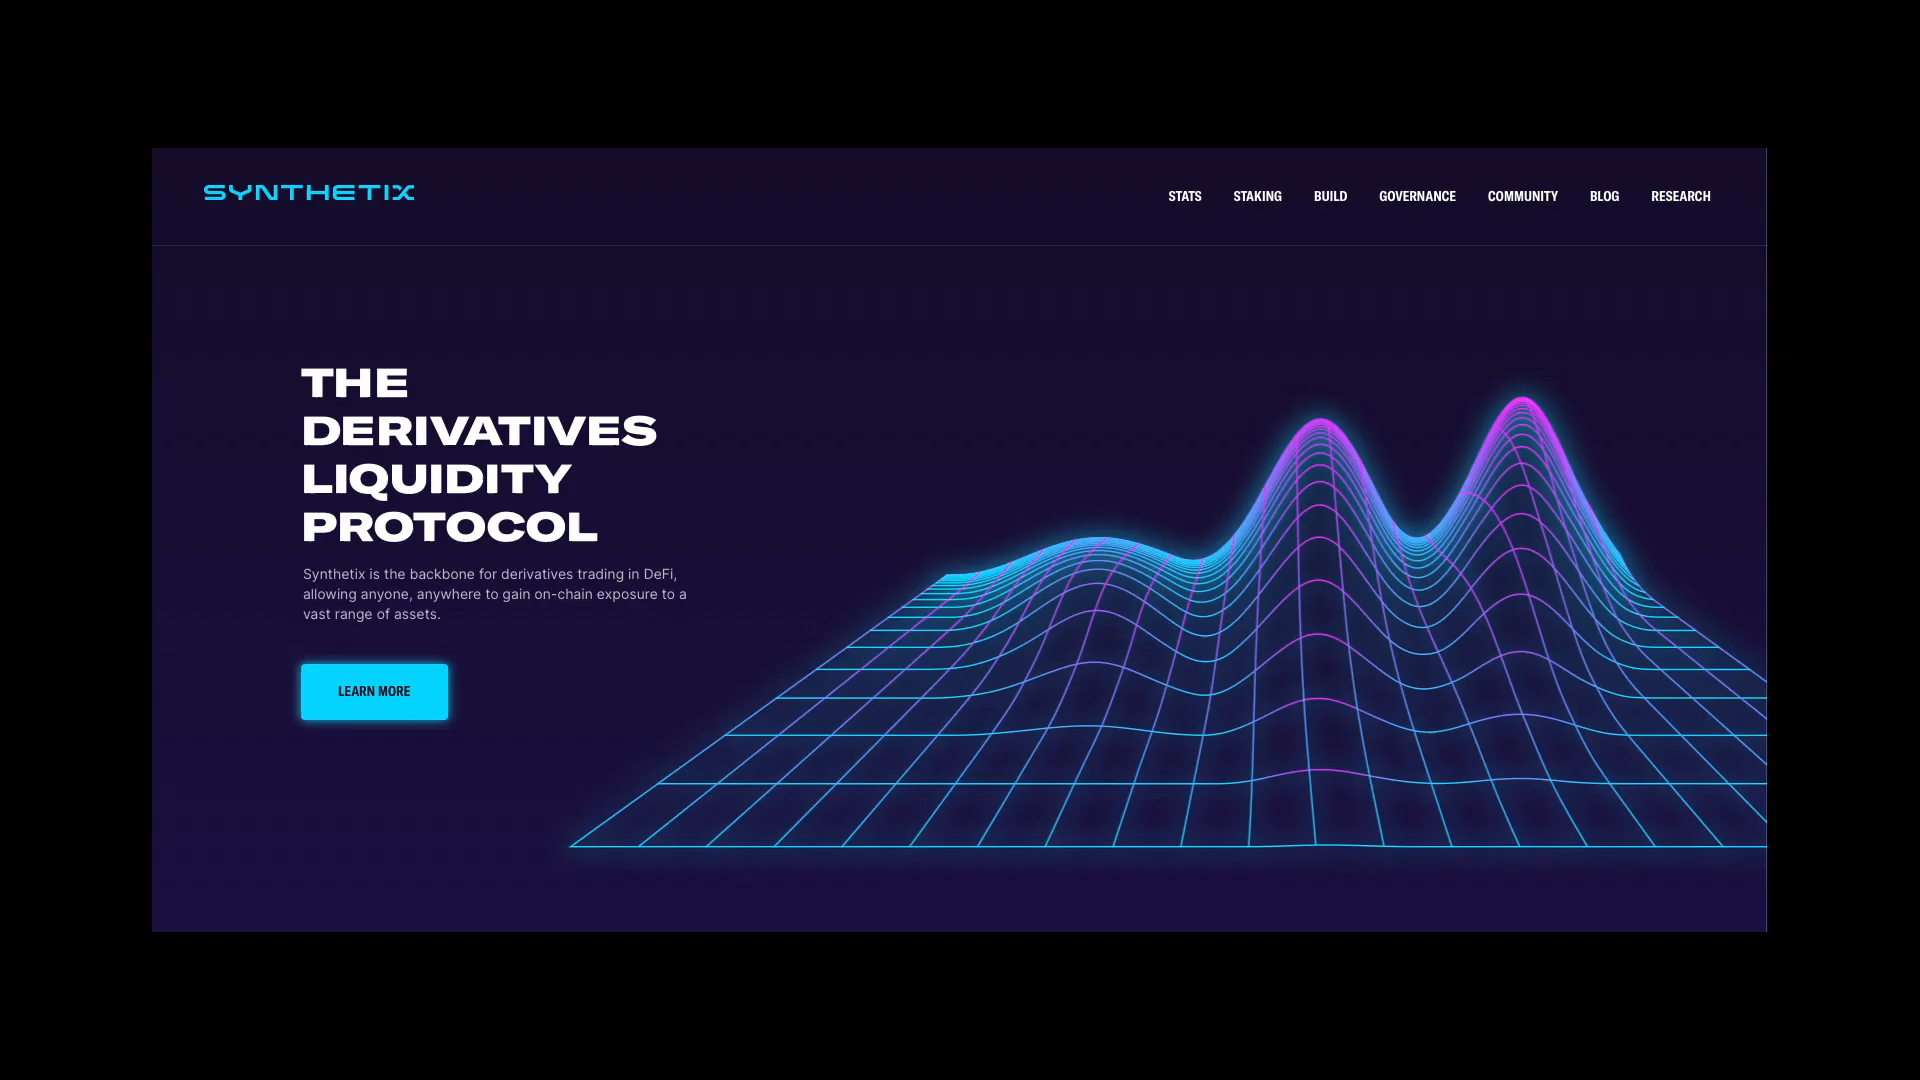 SYNTHETIX
STATS STAKING BUILD GOVERNANCE COMMUNITY BLOG RESEARCH
THE
DERIVATIVES
LIQUIDITY
PROTOCOL
Synthetix is the backbone for derivatives trading in DeFi,
allowing anyone, anywhere to gain on-chain exposure to a
vast range of assets.
LEARN MORE